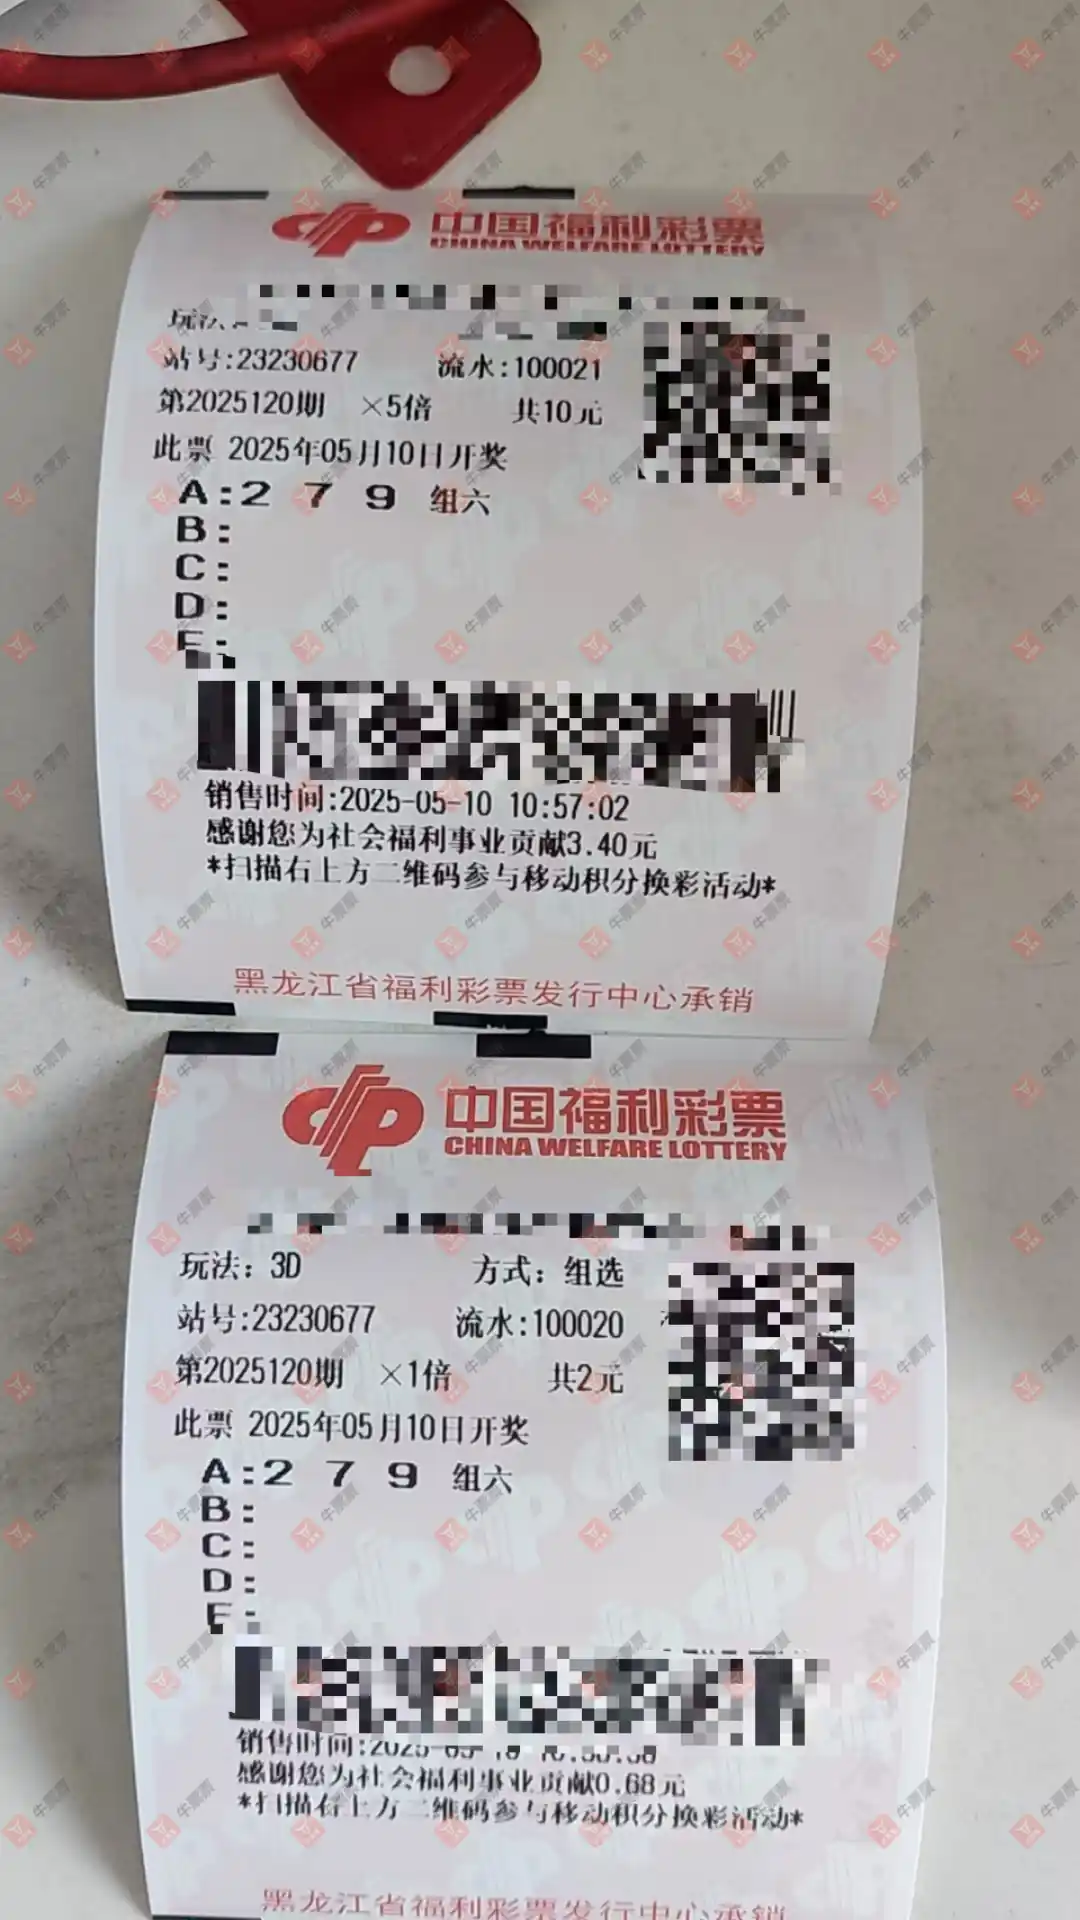 中国福利彩票
CHINA WELFARE LOTTERY
玩法
站号:23230677 流水:100021
第2025120期 ×5倍 共10元
此票 2025年05月10日开奖
A:2 7 9 组六
B:
C:
D:
E:
销售时间:2025-05-10 10:57:02
感谢您为社会福利事业贡献3.40元
*扫描右上方二维码参与移动积分换彩活动*
黑龙江省福利彩票发行中心承销
中国福利彩票
CHINA WELFARE LOTTERY
玩法: 3D 方式: 组选
站号:23230677 流水:100020
第2025120期 ×1倍 共2元
此票 2025年05月10日开奖
A:2 7 9 组六
B:
C:
D:
E:
销售时间:
感谢您为社会福利事业贡献0.68元
*扫描右上方二维码参与移动积分换彩活动*
黑龙江省福利彩票发行中心承销
牛票票